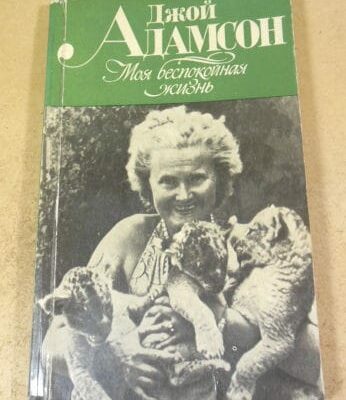 Джой
Адамсон
Моя беспокойная
жизнь